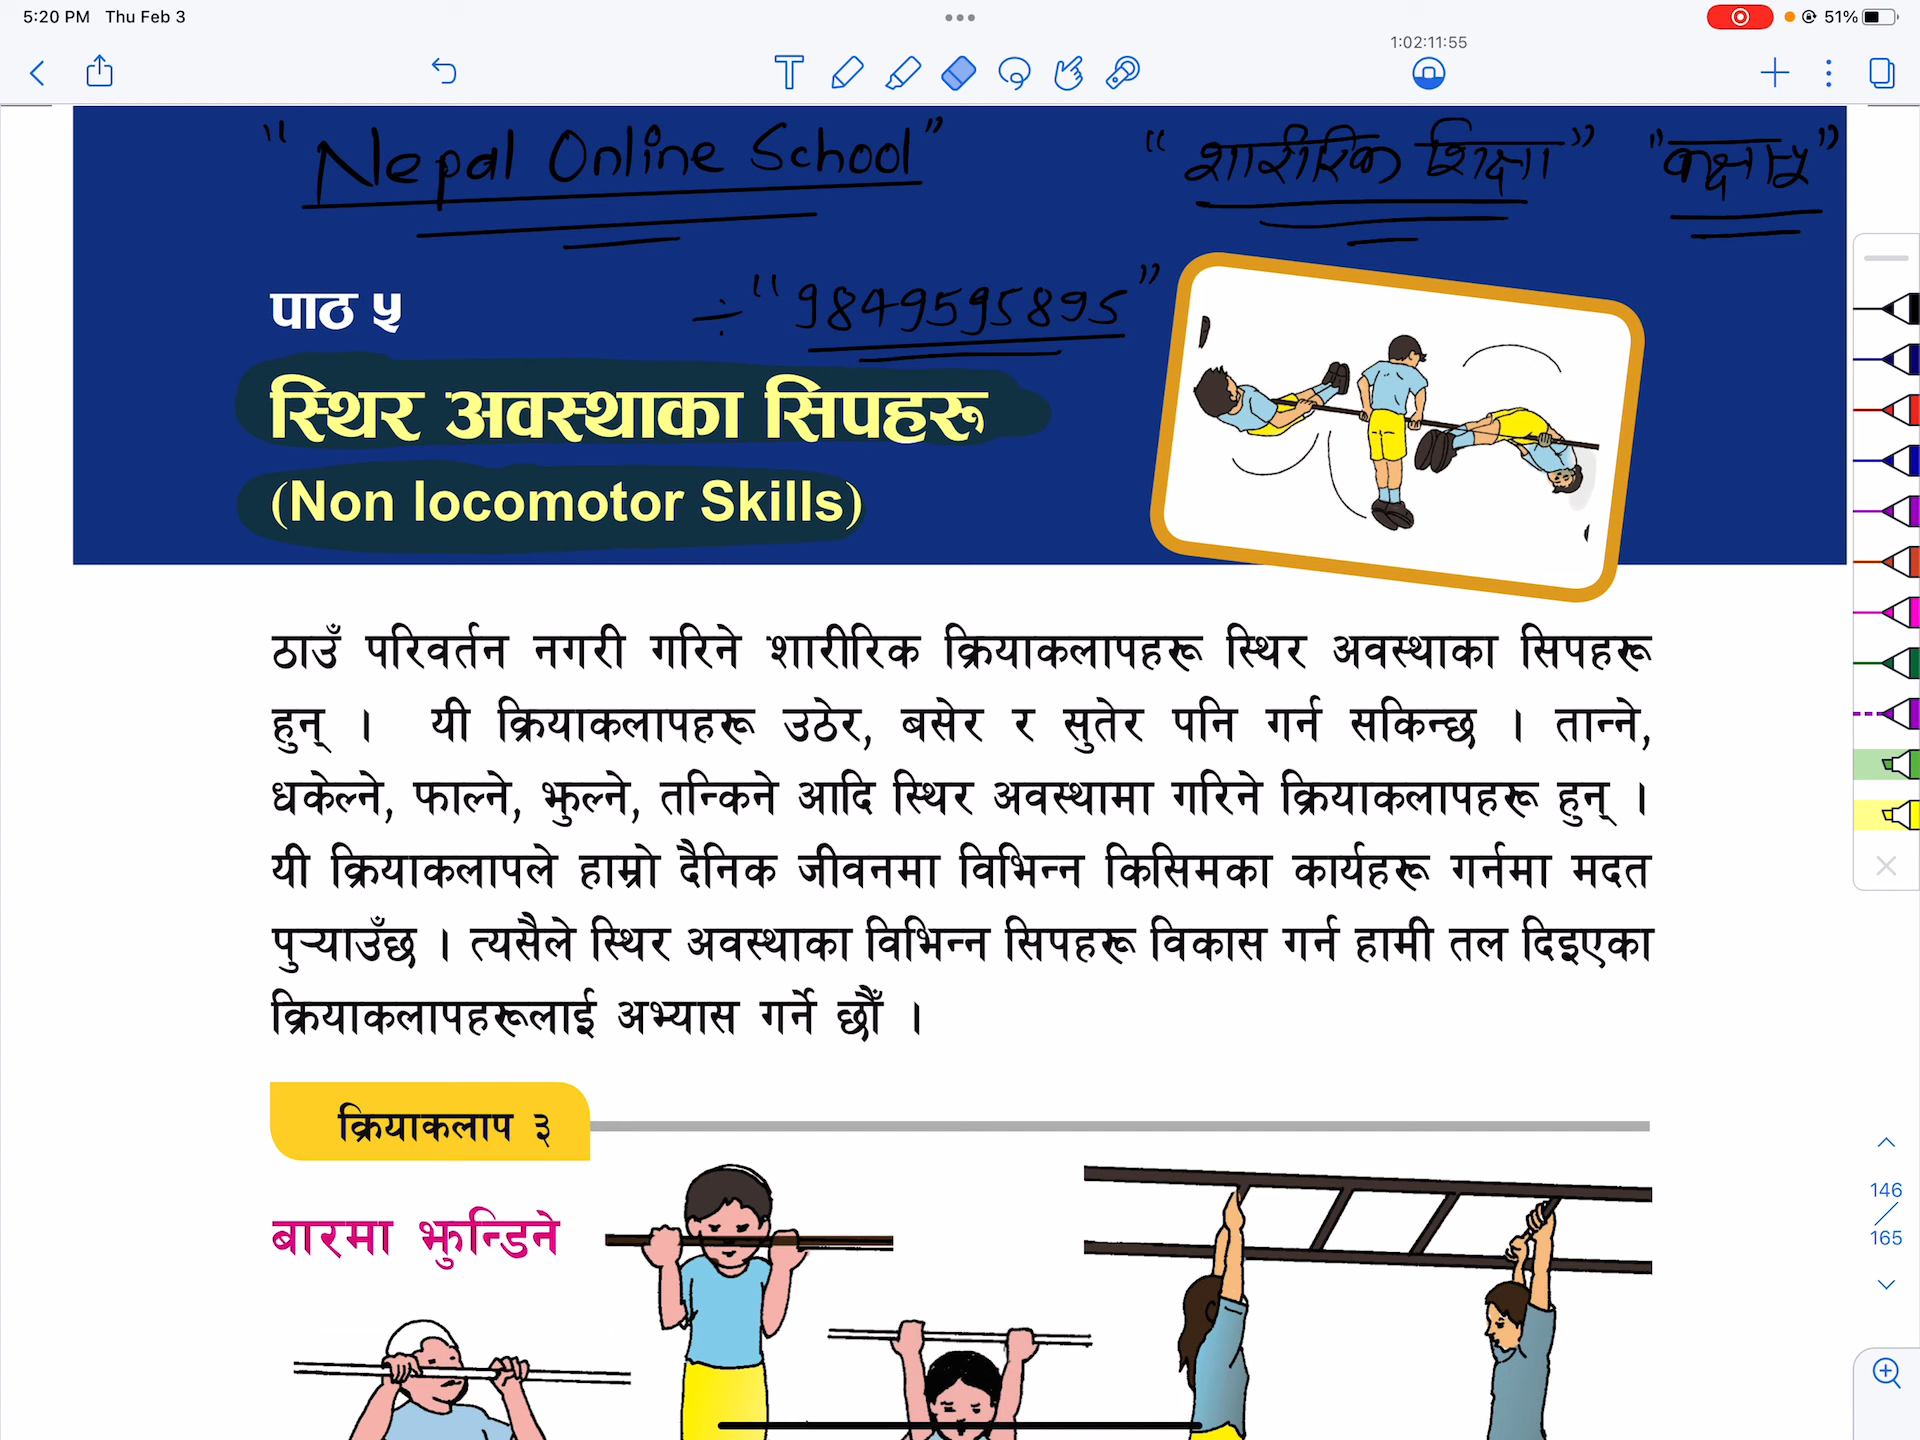 5:20 PM Thu Feb 3
51%
1:02:11:55
" Nepal Online School "
" शारीरिक शिक्षा "
" कक्षा ५ "
पाठ ५
÷ " 9849595895 "
स्थिर अवस्थाका सिपहरू
(Non locomotor Skills)
ठाउँ परिवर्तन नगरी गरिने शारीरिक क्रियाकलापहरू स्थिर अवस्थाका सिपहरू
हुन् । यी क्रियाकलापहरू उठेर, बसेर र सुतेर पनि गर्न सकिन्छ । तान्ने,
धकेल्ने, फाल्ने, झुल्ने, तन्किने आदि स्थिर अवस्थामा गरिने क्रियाकलापहरू हुन् ।
यी क्रियाकलापले हाम्रो दैनिक जीवनमा विभिन्न किसिमका कार्यहरू गर्नमा मदत
पुऱ्याउँछ । त्यसैले स्थिर अवस्थाका विभिन्न सिपहरू विकास गर्न हामी तल दिइएका
क्रियाकलापहरूलाई अभ्यास गर्ने छौँ ।
क्रियाकलाप ३
बारमा झुन्डिने
146
165